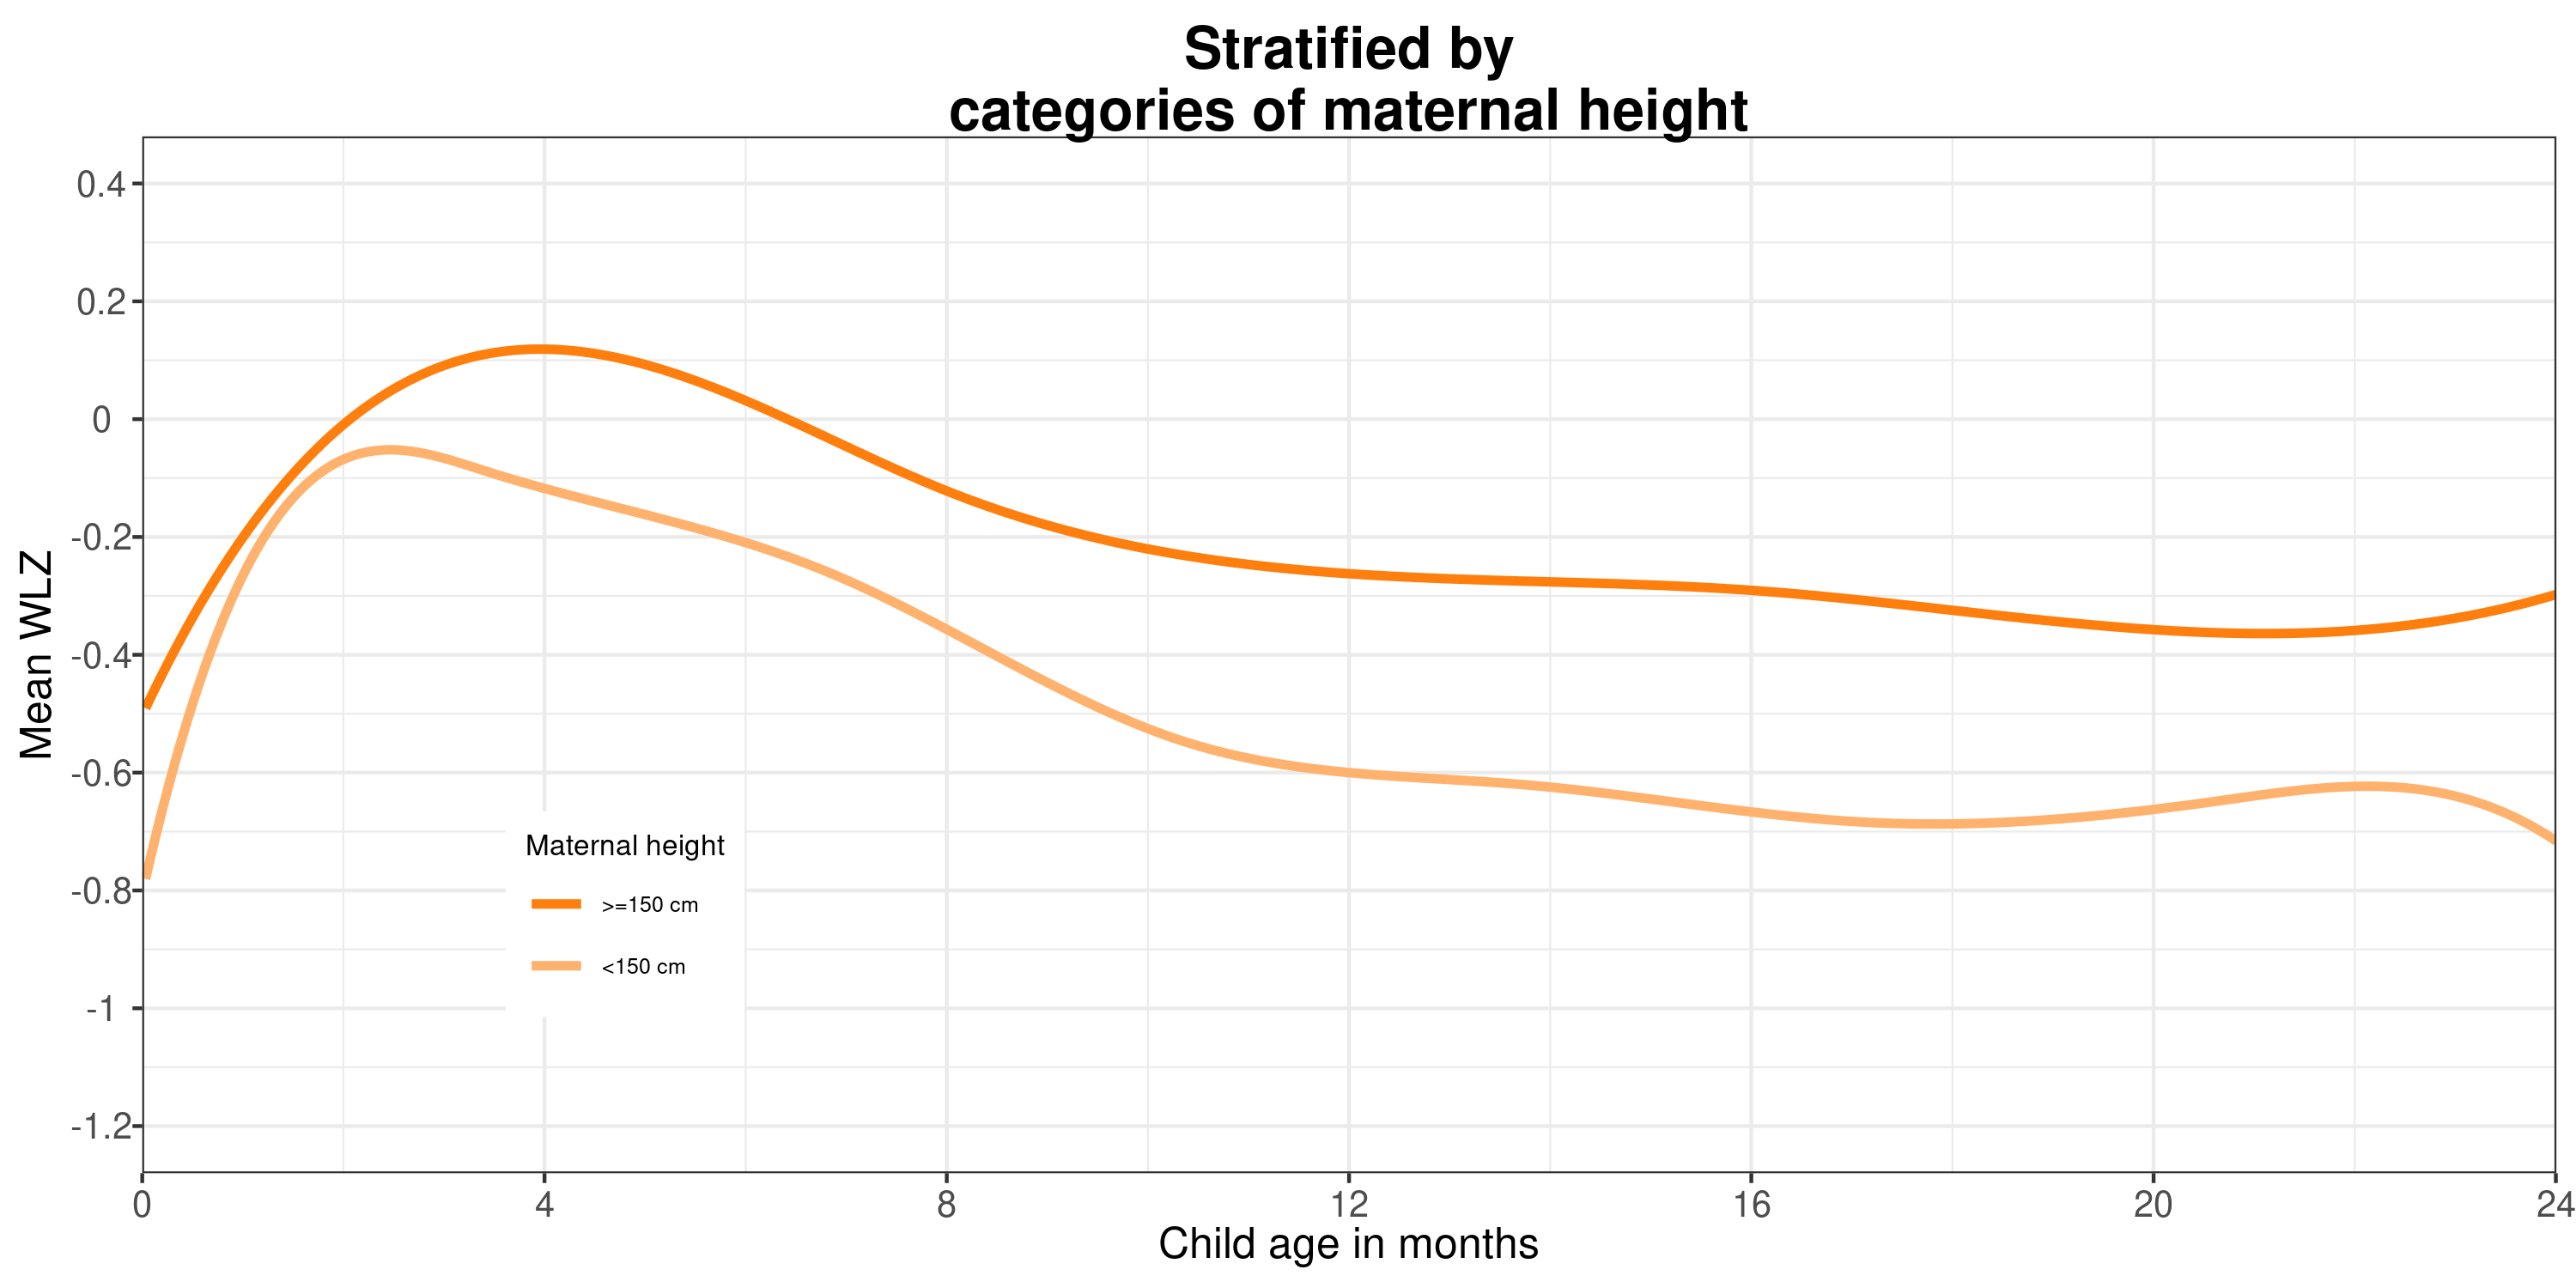 Stratified by
categories of maternal height
Mean WLZ
0.4
0.2
0
-0.2
-0.4
-0.6
-0.8
-1
-1.2
Maternal height
>=150 cm
<150 cm
0 4 8 12 16 20 24
Child age in months